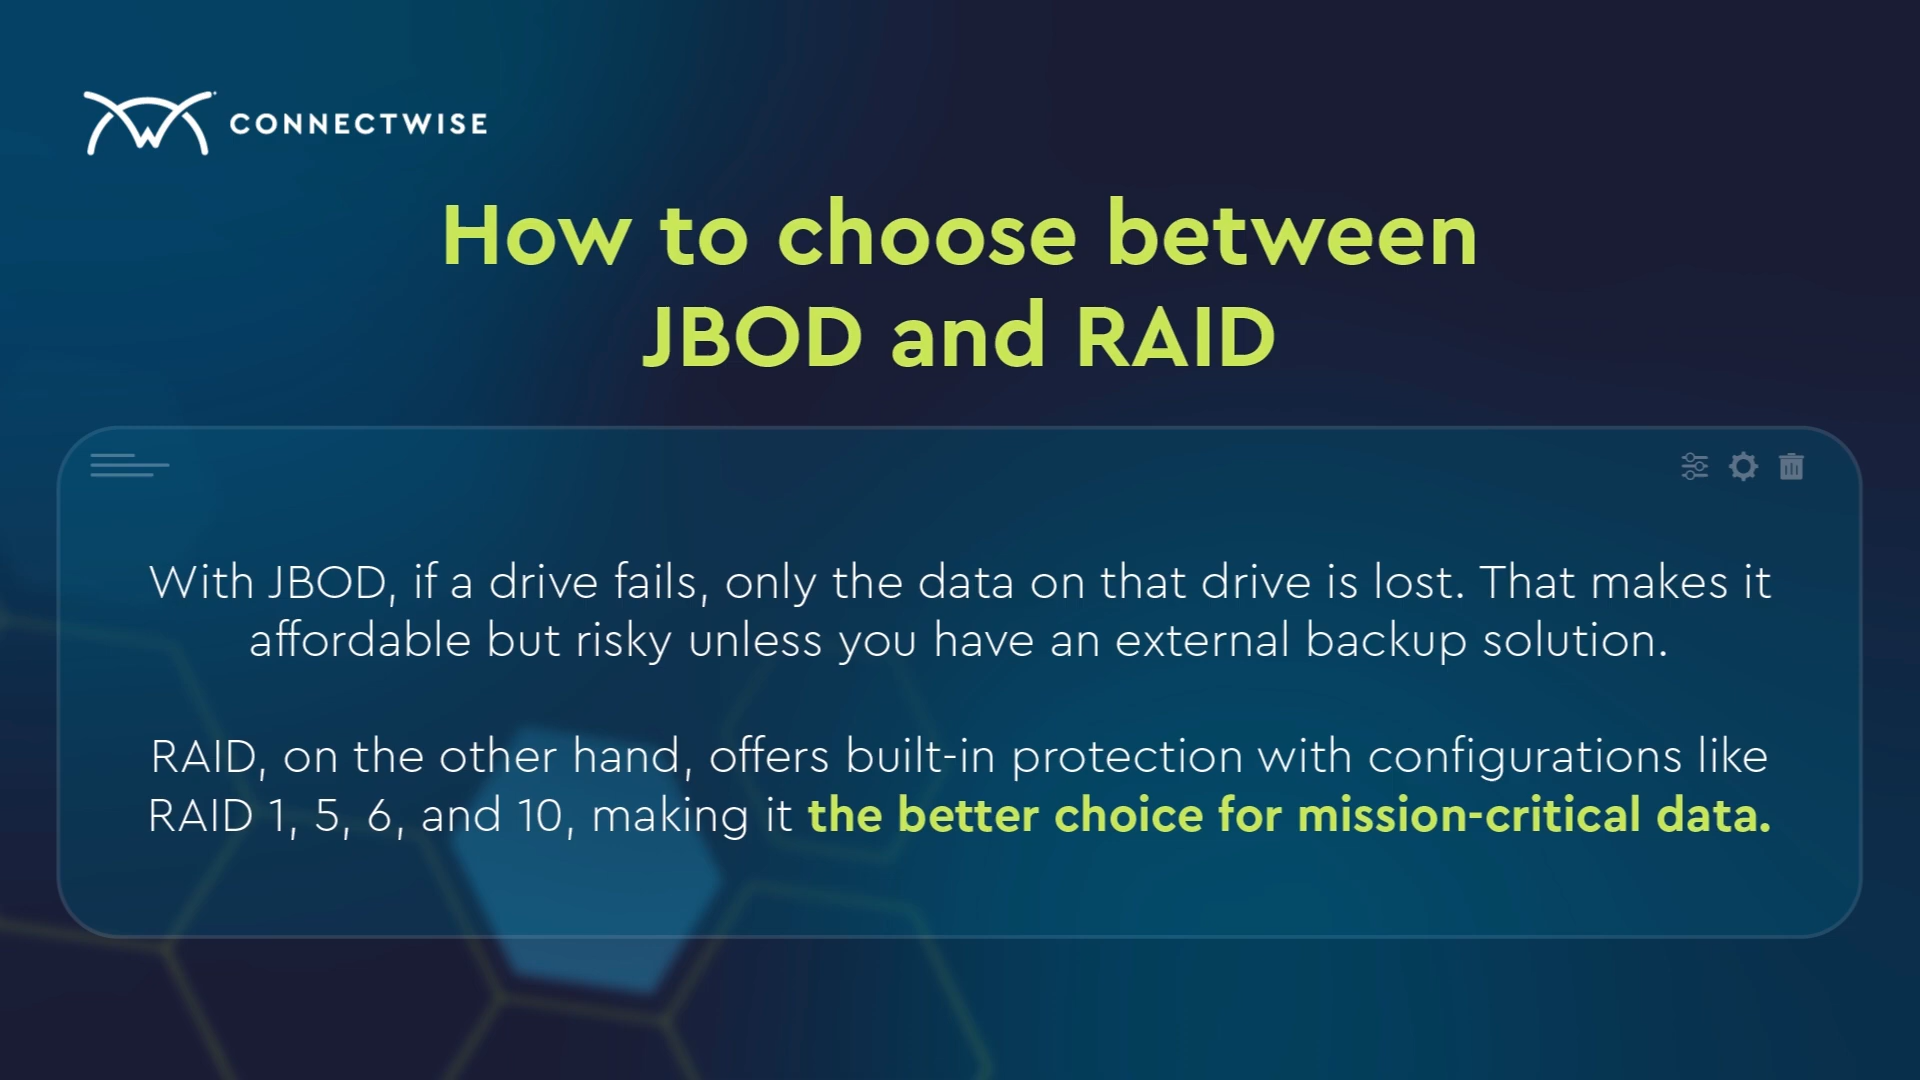 CONNECTWISE
How to choose between
JBOD and RAID
With JBOD, if a drive fails, only the data on that drive is lost. That makes it
affordable but risky unless you have an external backup solution.
RAID, on the other hand, offers built-in protection with configurations like
RAID 1, 5, 6, and 10, making it the better choice for mission-critical data.